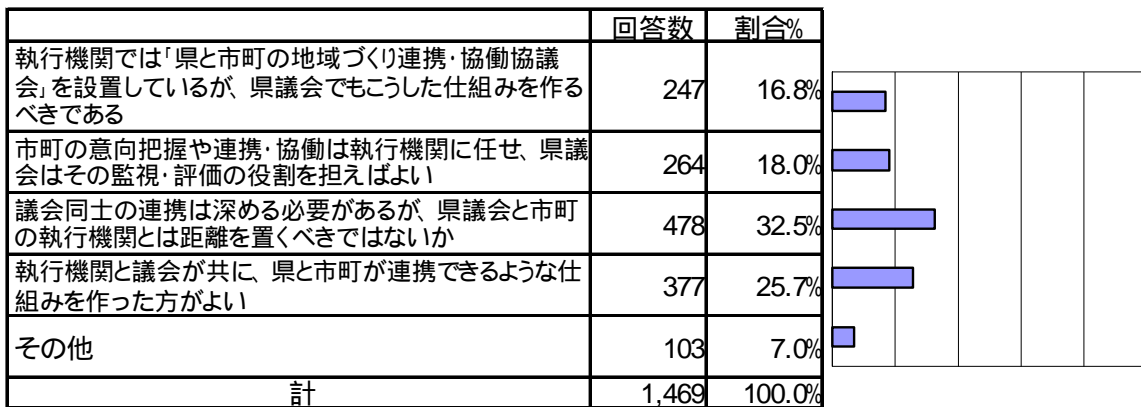 回答数 割合%
執行機関では「県と市町の地域づくり連携・協働協議
会」を設置しているが、県議会でもこうした仕組みを作る
べきである
247 16.8%
市町の意向把握や連携・協働は執行機関に任せ、県議
会はその監視・評価の役割を担えばよい
264 18.0%
議会同士の連携は深める必要があるが、県議会と市町
の執行機関とは距離を置くべきではないか
478 32.5%
執行機関と議会が共に、県と市町が連携できるような仕
組みを作った方がよい
377 25.7%
その他 103 7.0%
計 1,469 100.0%